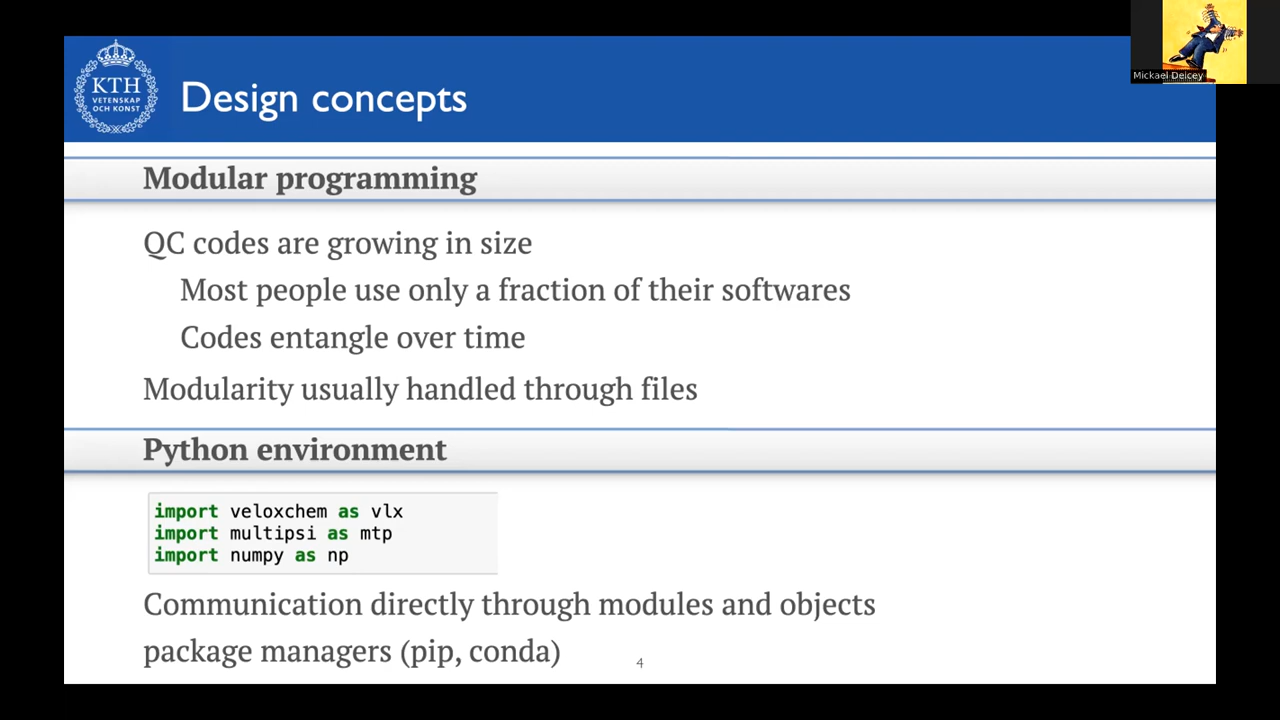 Mickael Delcey
KTH
VETENSKAP
OCH KONST
Design concepts
Modular programming
QC codes are growing in size
Most people use only a fraction of their softwares
Codes entangle over time
Modularity usually handled through files
Python environment
import veloxchem as vlx
import multipsi as mtp
import numpy as np
Communication directly through modules and objects
package managers (pip, conda)
4